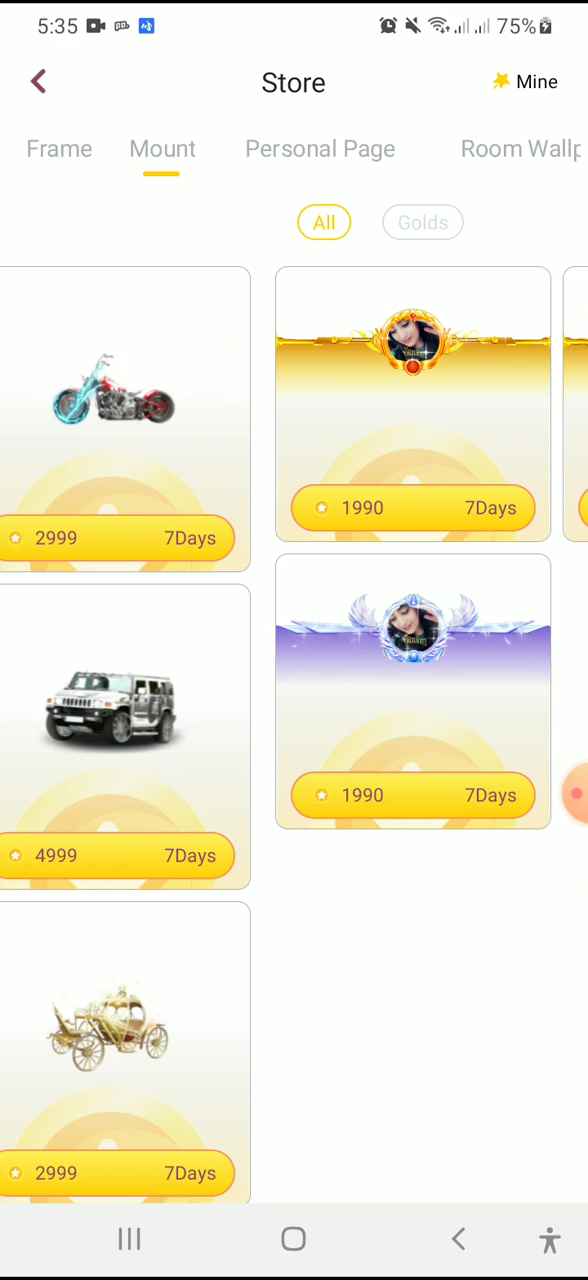 5:35
75%
Store
Mine
Frame
Mount
Personal Page
Room Wallp
All
Golds
2999 7Days
1990 7Days
4999 7Days
1990 7Days
2999 7Days